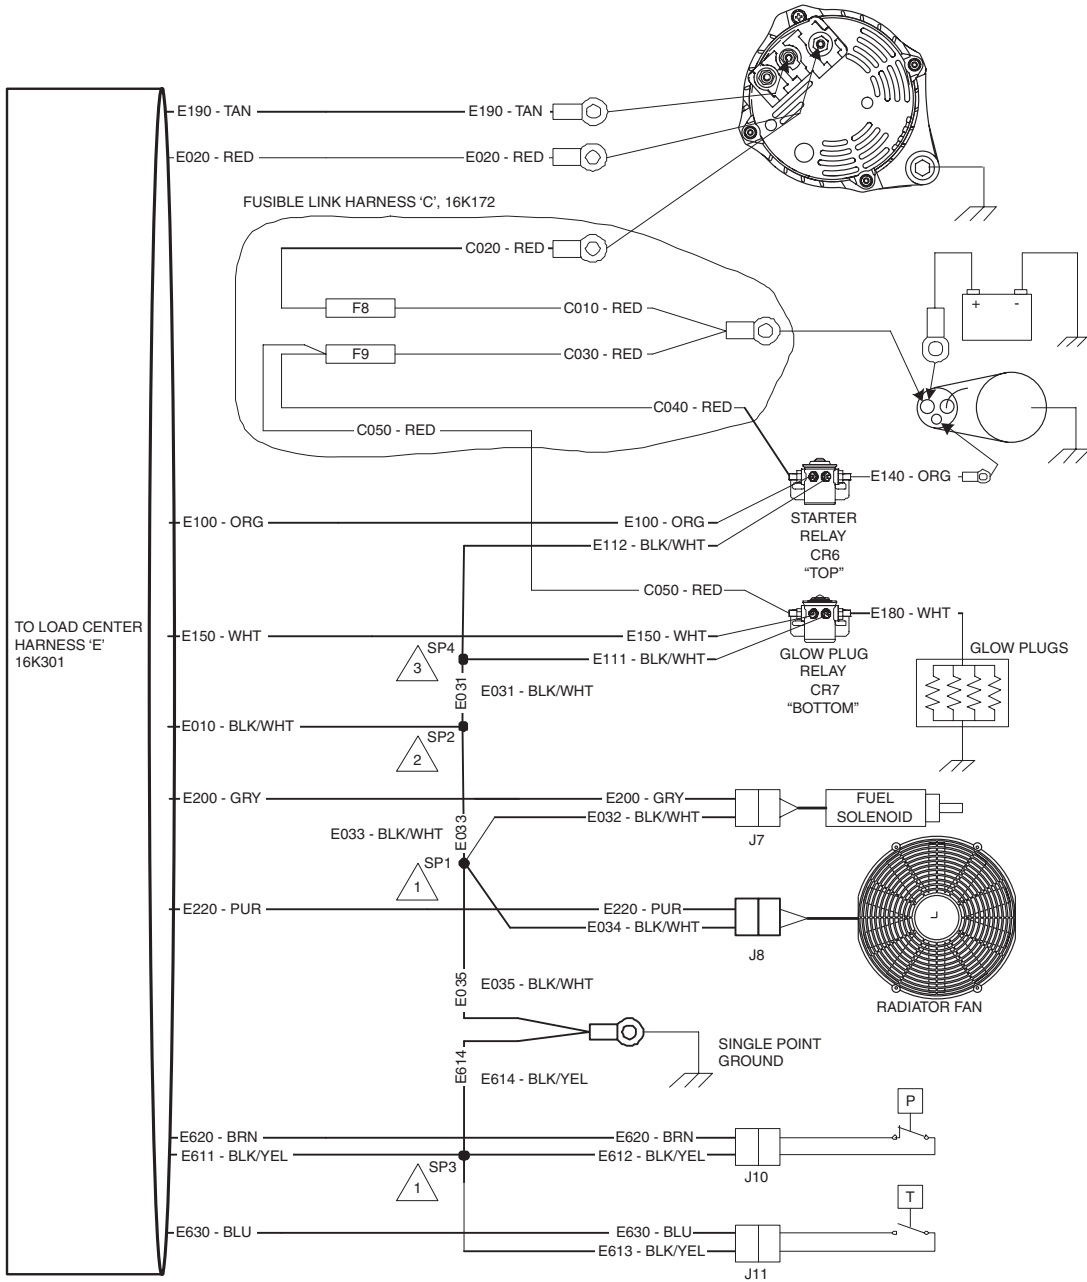 E190 - TAN
E190 - TAN
E020 - RED
E020 - RED
FUSIBLE LINK HARNESS ‘C’, 16K172
C020 - RED
F8
C010 - RED
+ -
F9
C030 - RED
C040 - RED
C050 - RED
E140 - ORG
STARTER
RELAY
CR6
“TOP”
E100 - ORG
E100 - ORG
E112 - BLK/WHT
C050 - RED
E180 - WHT
TO LOAD CENTER
HARNESS ‘E’
16K301
E150 - WHT
E150 - WHT
SP4
3
E111 - BLK/WHT
GLOW PLUG
RELAY
CR7
“BOTTOM”
GLOW PLUGS
E031
E031 - BLK/WHT
E010 - BLK/WHT
SP2
2
E200 - GRY
E200 - GRY
E032 - BLK/WHT
J7
FUEL
SOLENOID
E033 - BLK/WHT
E033
SP1
1
E220 - PUR
E220 - PUR
E034 - BLK/WHT
J8
RADIATOR FAN
E035
E035 - BLK/WHT
SINGLE POINT
GROUND
E614
E614 - BLK/YEL
P
E620 - BRN
E620 - BRN
E611 - BLK/YEL
E612 - BLK/YEL
SP3
1
J10
T
E630 - BLU
E630 - BLU
E613 - BLK/YEL
J11